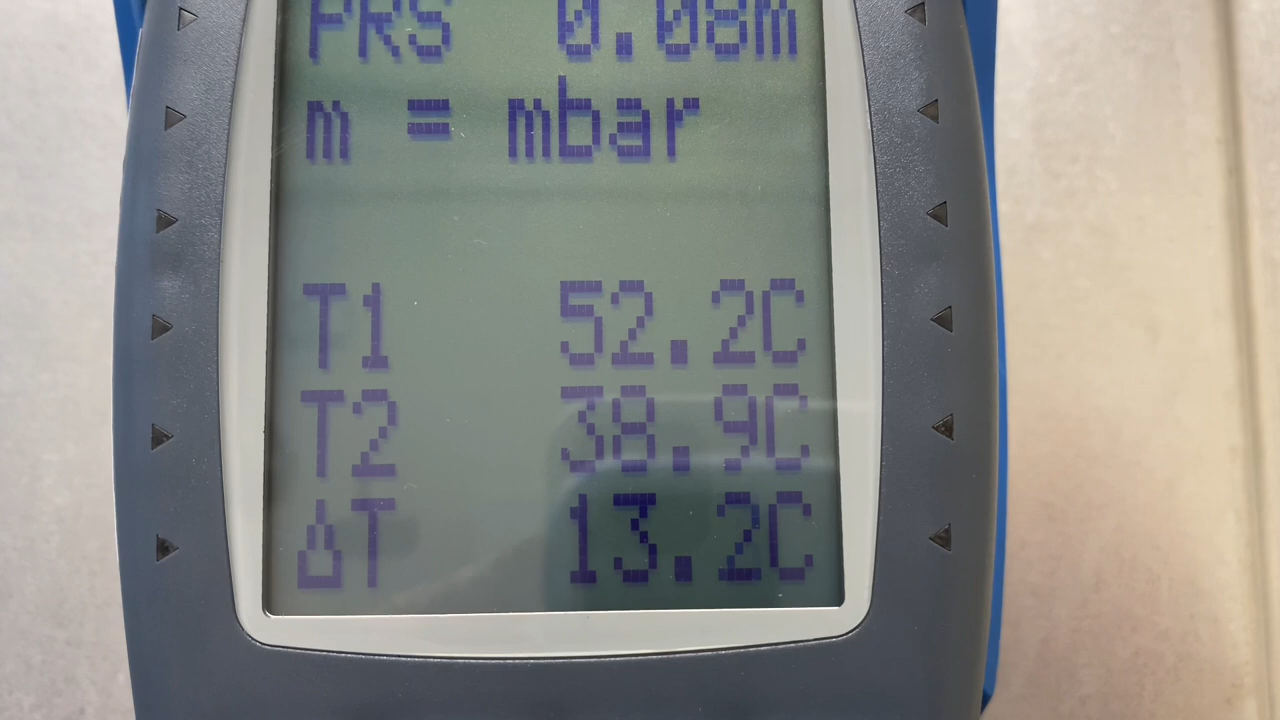 PRS 0.08m
m = mbar
T1 52.2C
T2 38.9C
ΔT 13.2C